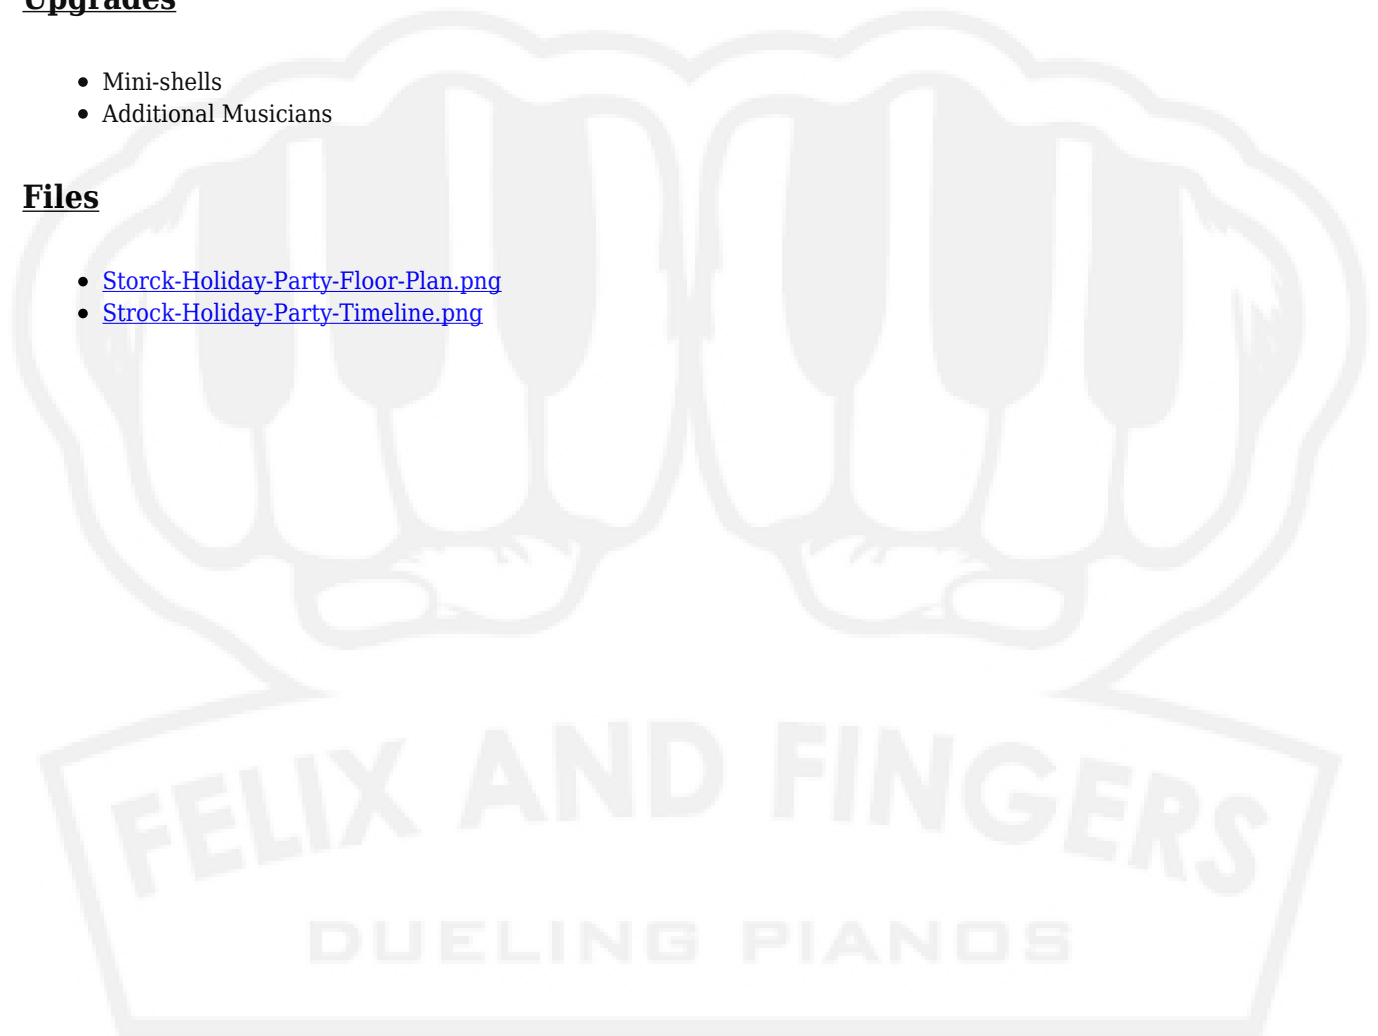 Upgrades
Mini-shells
Additional Musicians
Files
Storck-Holiday-Party-Floor-Plan.png
Strock-Holiday-Party-Timeline.png
FELIX AND FINGERS
DUELING PIANOS